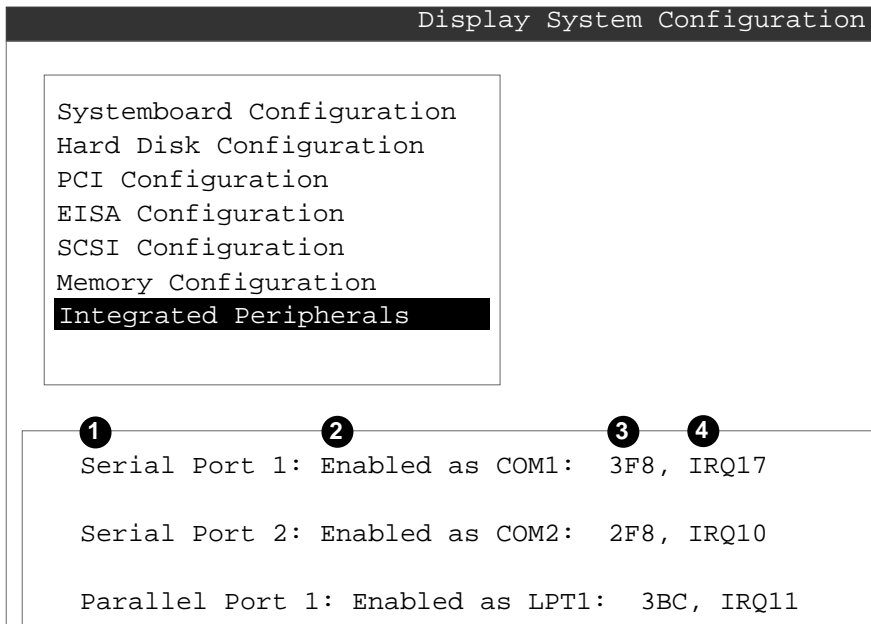 Display System Configuration
Systemboard Configuration
Hard Disk Configuration
PCI Configuration
EISA Configuration
SCSI Configuration
Memory Configuration
Integrated Peripherals
1 2 3 4
Serial Port 1: Enabled as COM1: 3F8, IRQ17
Serial Port 2: Enabled as COM2: 2F8, IRQ10
Parallel Port 1: Enabled as LPT1: 3BC, IRQ11